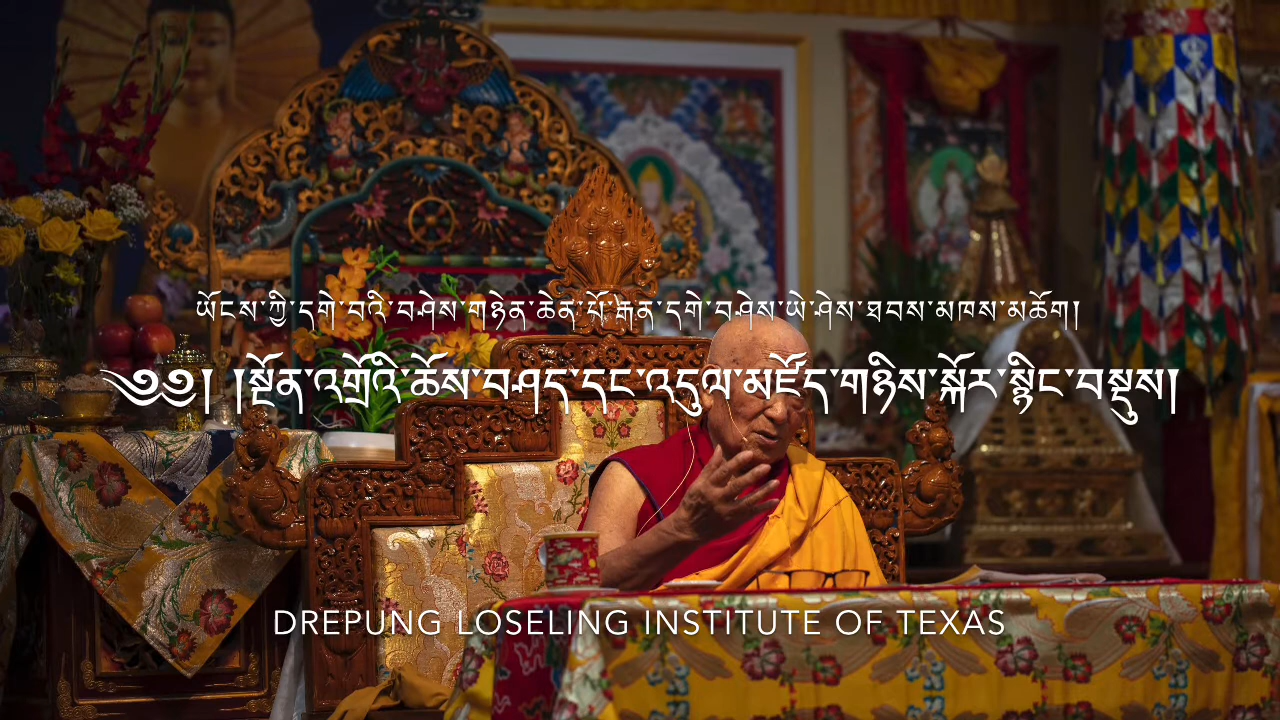 ཡོངས་ཀྱི་དགེ་བའི་བཤེས་གཉེན་ཆེན་པོ་རྒན་དགེ་བཤེས་ཡེ་ཤེས་ཐབས་མཁས་མཆོག།
༄༅། །སྔོན་འགྲོའི་ཆོས་བཤད་དང་འདུལ་མཛོད་གཉིས་སྐོར་སྙིང་བསྡུས།
DREPUNG LOSELING INSTITUTE OF TEXAS